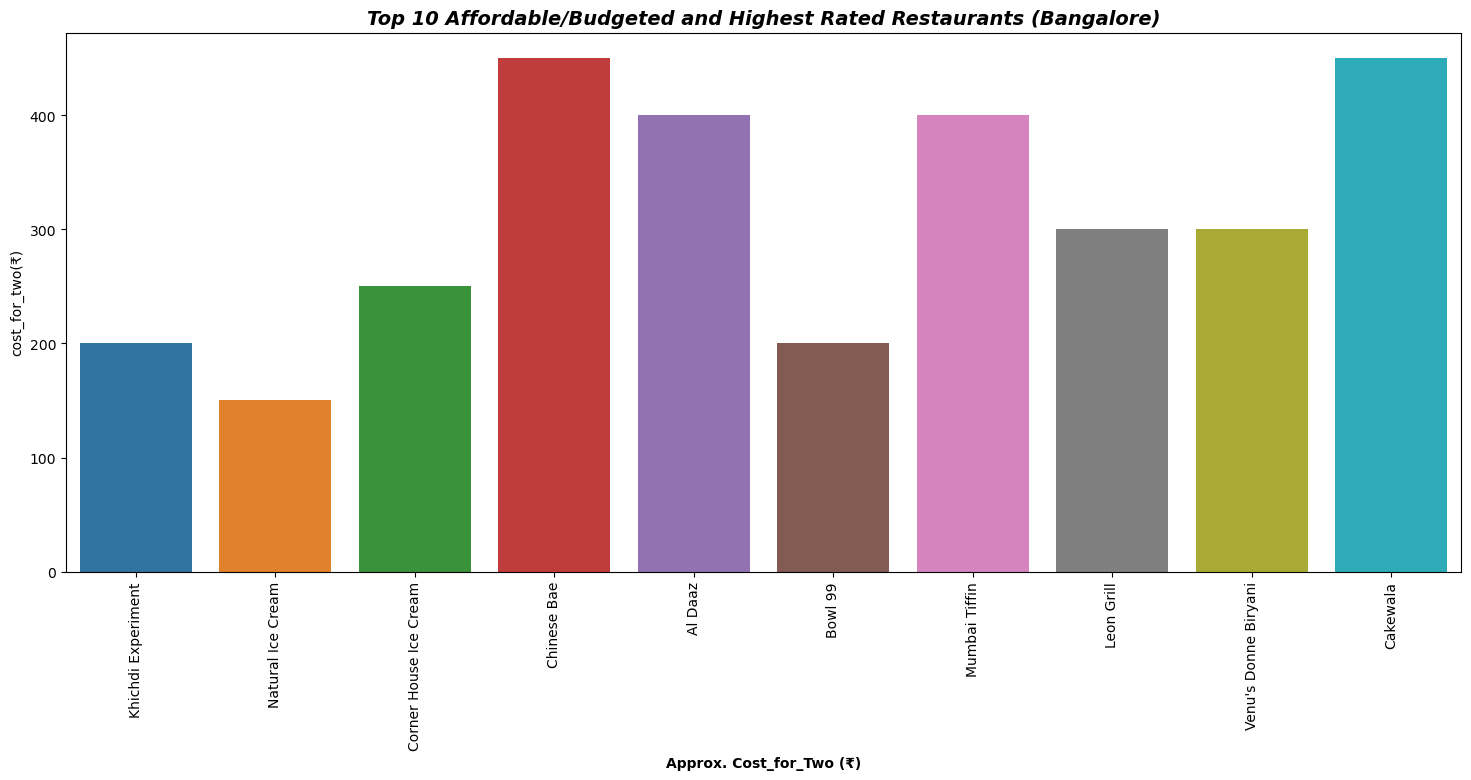 Top 10 Affordable/Budgeted and Highest Rated Restaurants (Bangalore)
cost_for_two(₹)
400
300
200
100
0
Khichdi Experiment
Natural Ice Cream
Corner House Ice Cream
Chinese Bae
Al Daaz
Bowl 99
Mumbai Tiffin
Leon Grill
Venu's Donne Biryani
Cakewala
Approx. Cost_for_Two (₹)